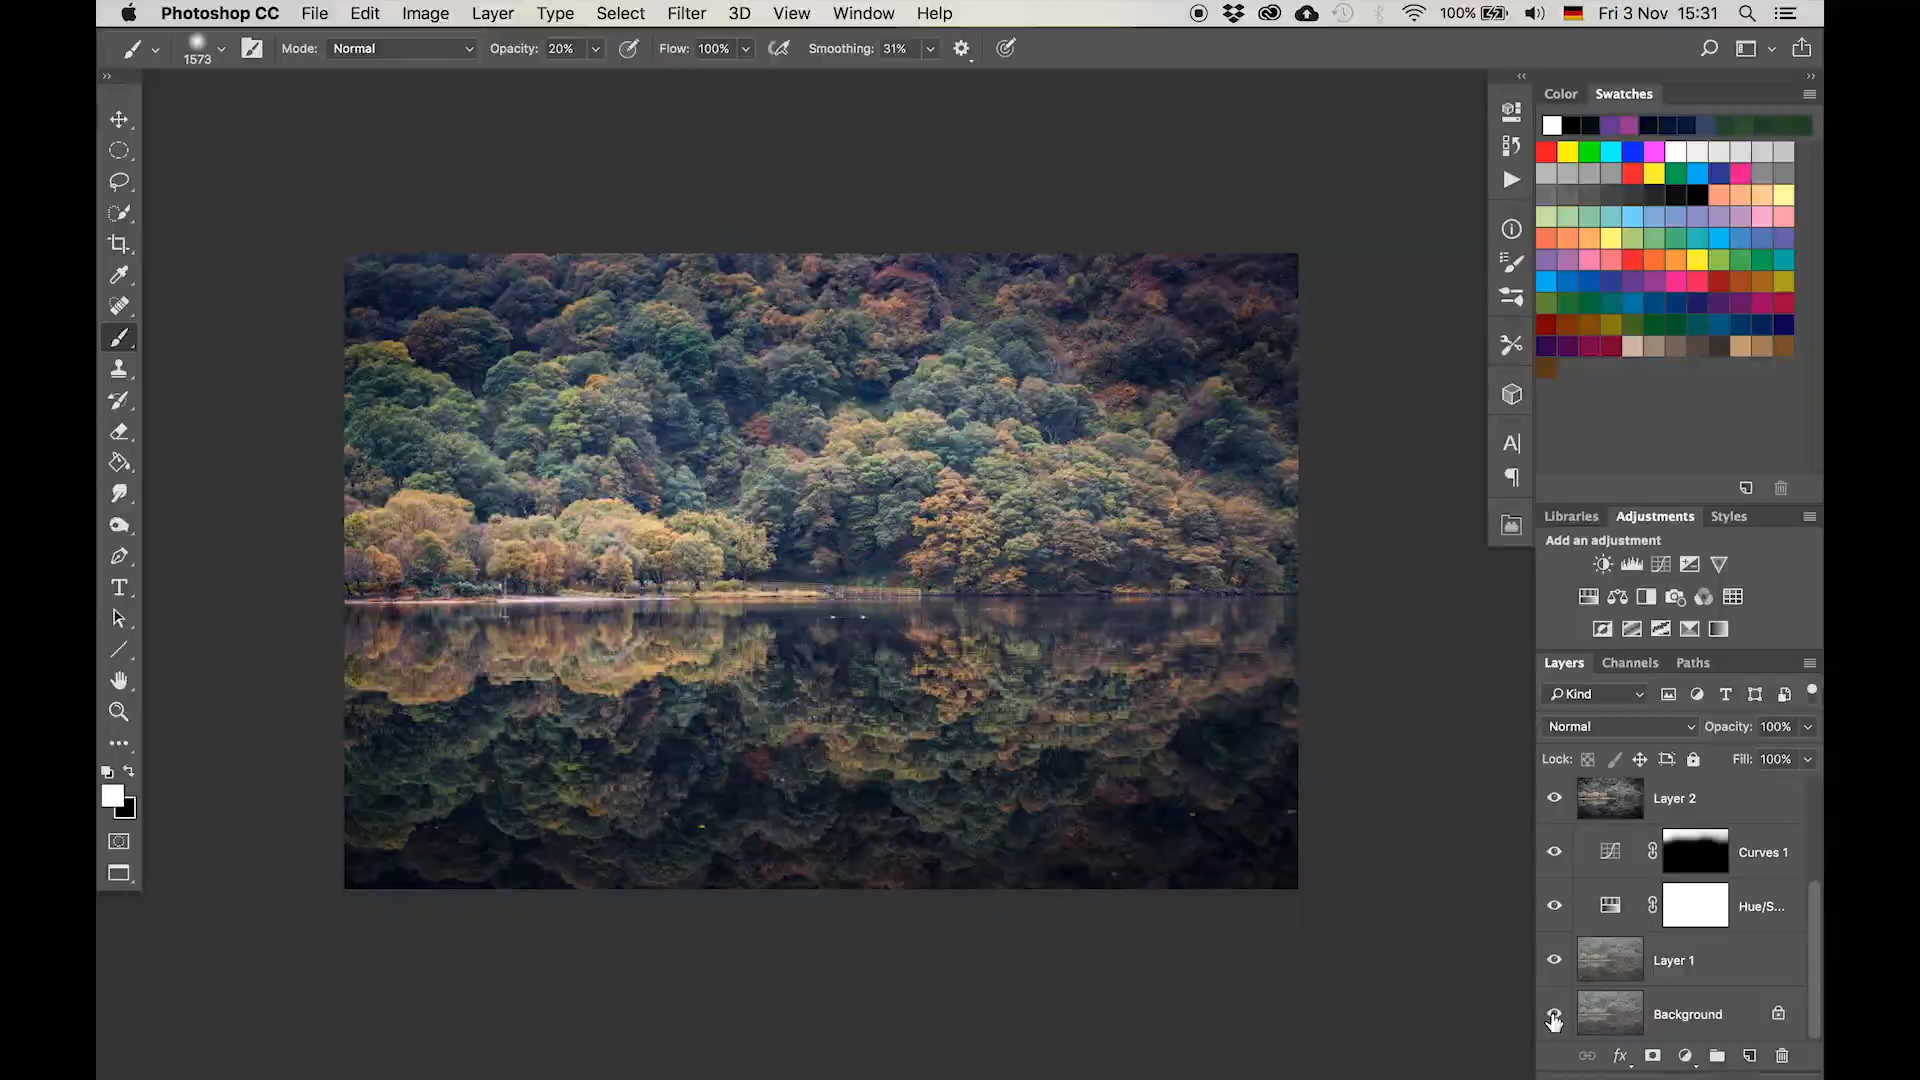 Photoshop CC File Edit Image Layer Type Select Filter 3D View Window Help 100% Fri 3 Nov 15:31
1573 Mode: Normal Opacity: 20% Flow: 100% Smoothing: 31%
Color Swatches
Libraries Adjustments Styles
Add an adjustment
Layers Channels Paths
Kind
Normal Opacity: 100%
Lock: Fill: 100%
Layer 2
Curves 1
Hue/S...
Layer 1
Background